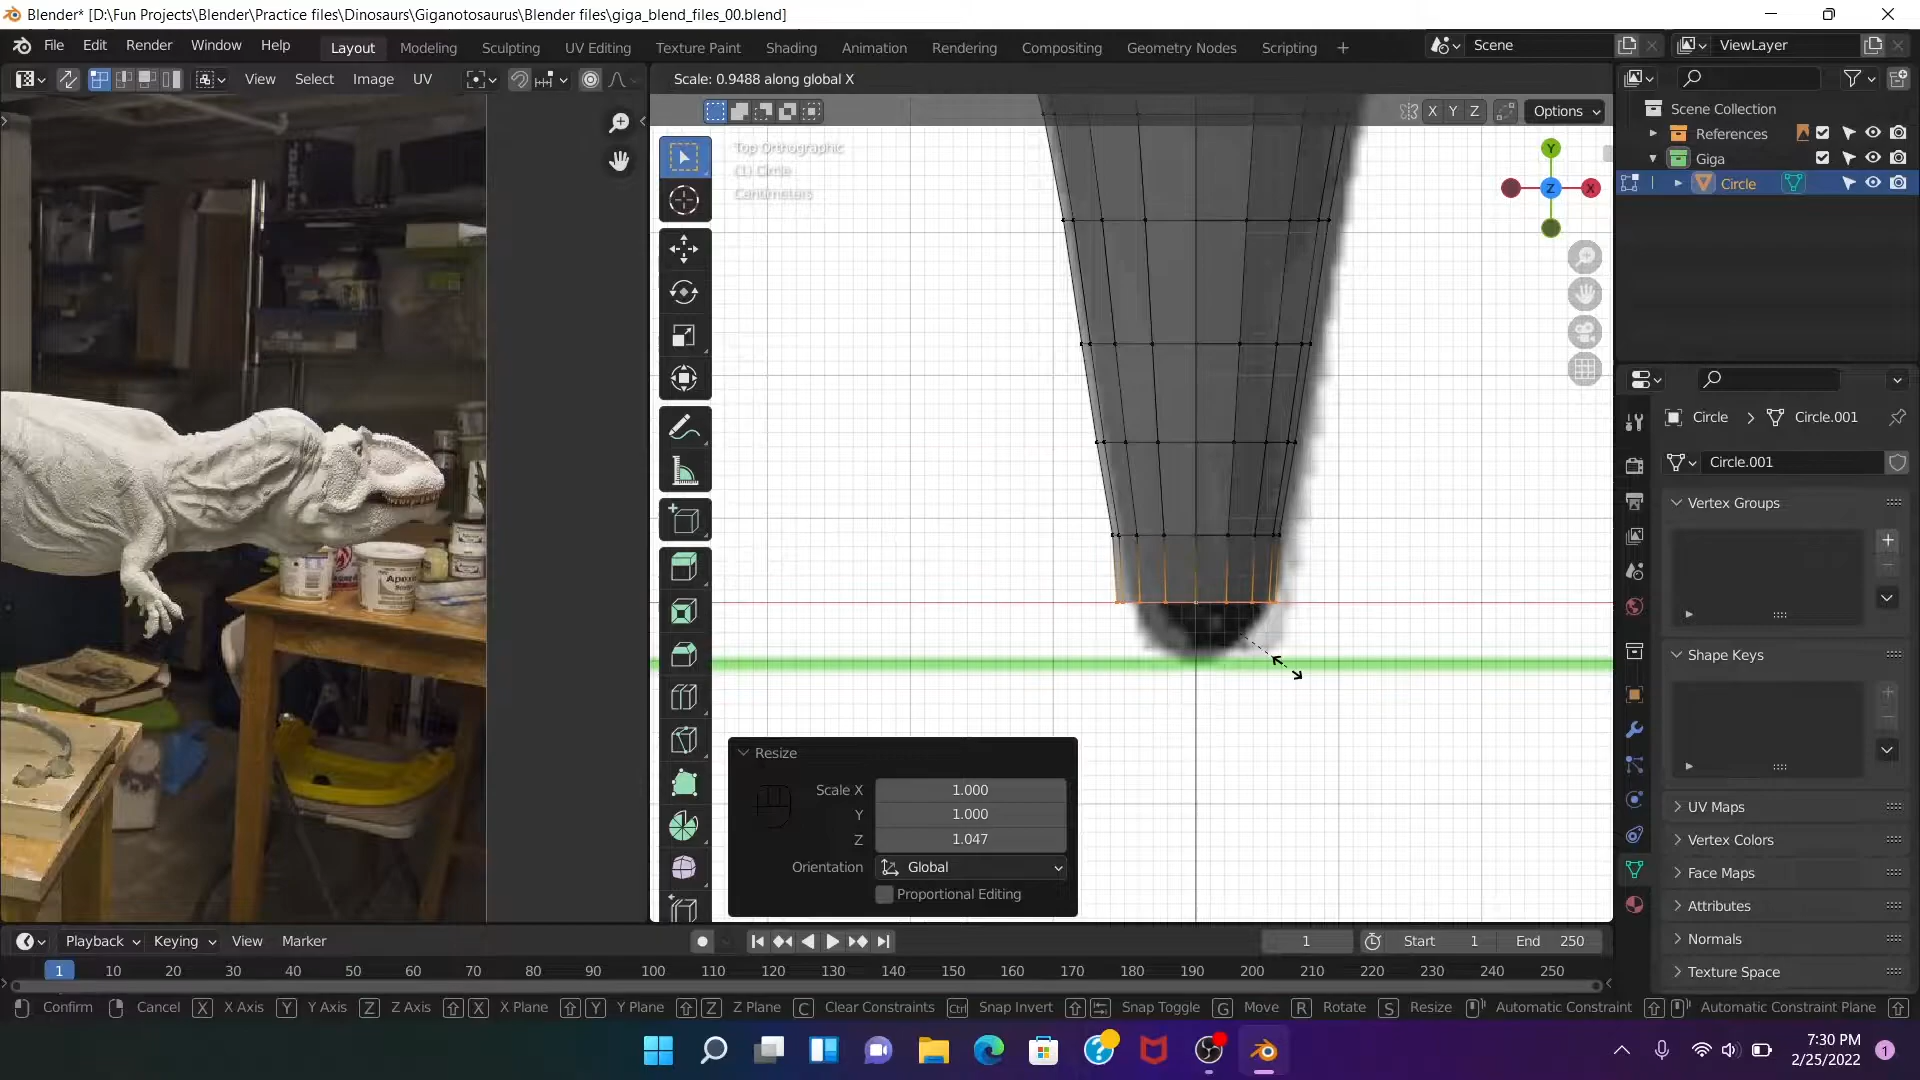 Blender* [D:\Fun Projects\Blender\Practice files\Dinosaurs\Giganotosaurus\Blender files\giga_blend_files_00.blend]
File Edit Render Window Help Layout Modeling Sculpting UV Editing Texture Paint Shading Animation Rendering Compositing Geometry Nodes Scripting + Scene ViewLayer
View Select Image UV Scale: 0.9488 along global X
X Y Z Options
Scene Collection
References
Giga
Circle
Top Orthographic
(1) Circle
Centimeters
Y
Z X
Circle > Circle.001
Circle.001
Vertex Groups
Shape Keys
Resize
Scale X 1.000
Y 1.000
Z 1.047
Orientation Global
Proportional Editing
UV Maps
Vertex Colors
Face Maps
Attributes
Normals
Texture Space
Playback Keying View Marker 1 Start 1 End 250
1 10 20 30 40 50 60 70 80 90 100 110 120 130 140 150 160 170 180 190 200 210 220 230 240 250
Confirm Cancel X X Axis Y Y Axis Z Z Axis X X Plane Y Y Plane Z Z Plane C Clear Constraints Ctrl Snap Invert Snap Toggle G Move R Rotate S Resize Automatic Constraint Automatic Constraint Plane
7:30 PM
2/25/2022
1